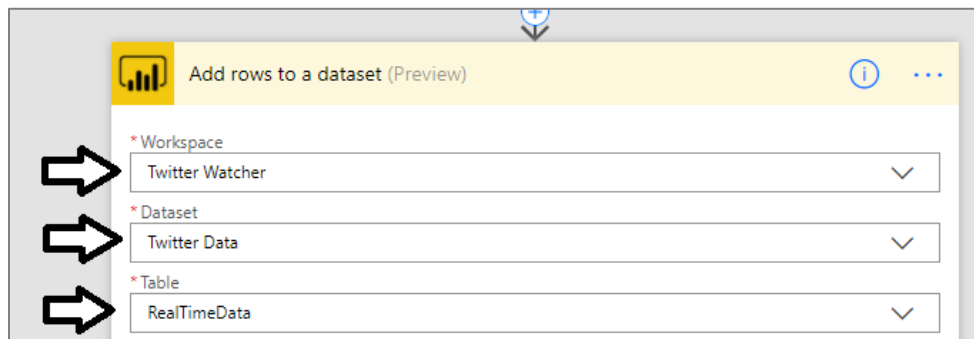 Add rows to a dataset (Preview)
* Workspace
Twitter Watcher
* Dataset
Twitter Data
* Table
RealTimeData